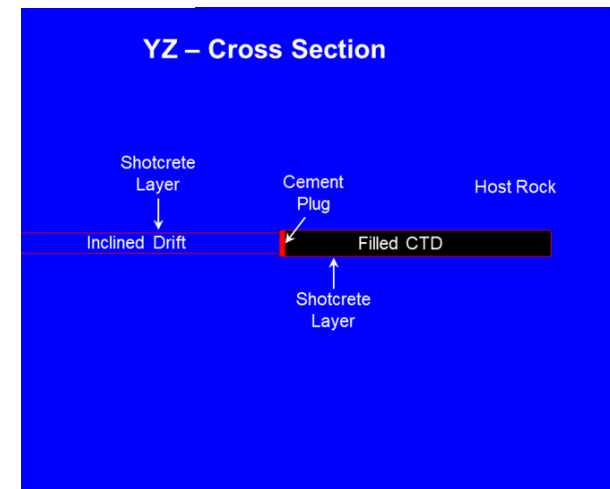 YZ – Cross Section
Shotcrete
Layer
Cement
Plug
Host Rock
Inclined Drift
Filled CTD
Shotcrete
Layer